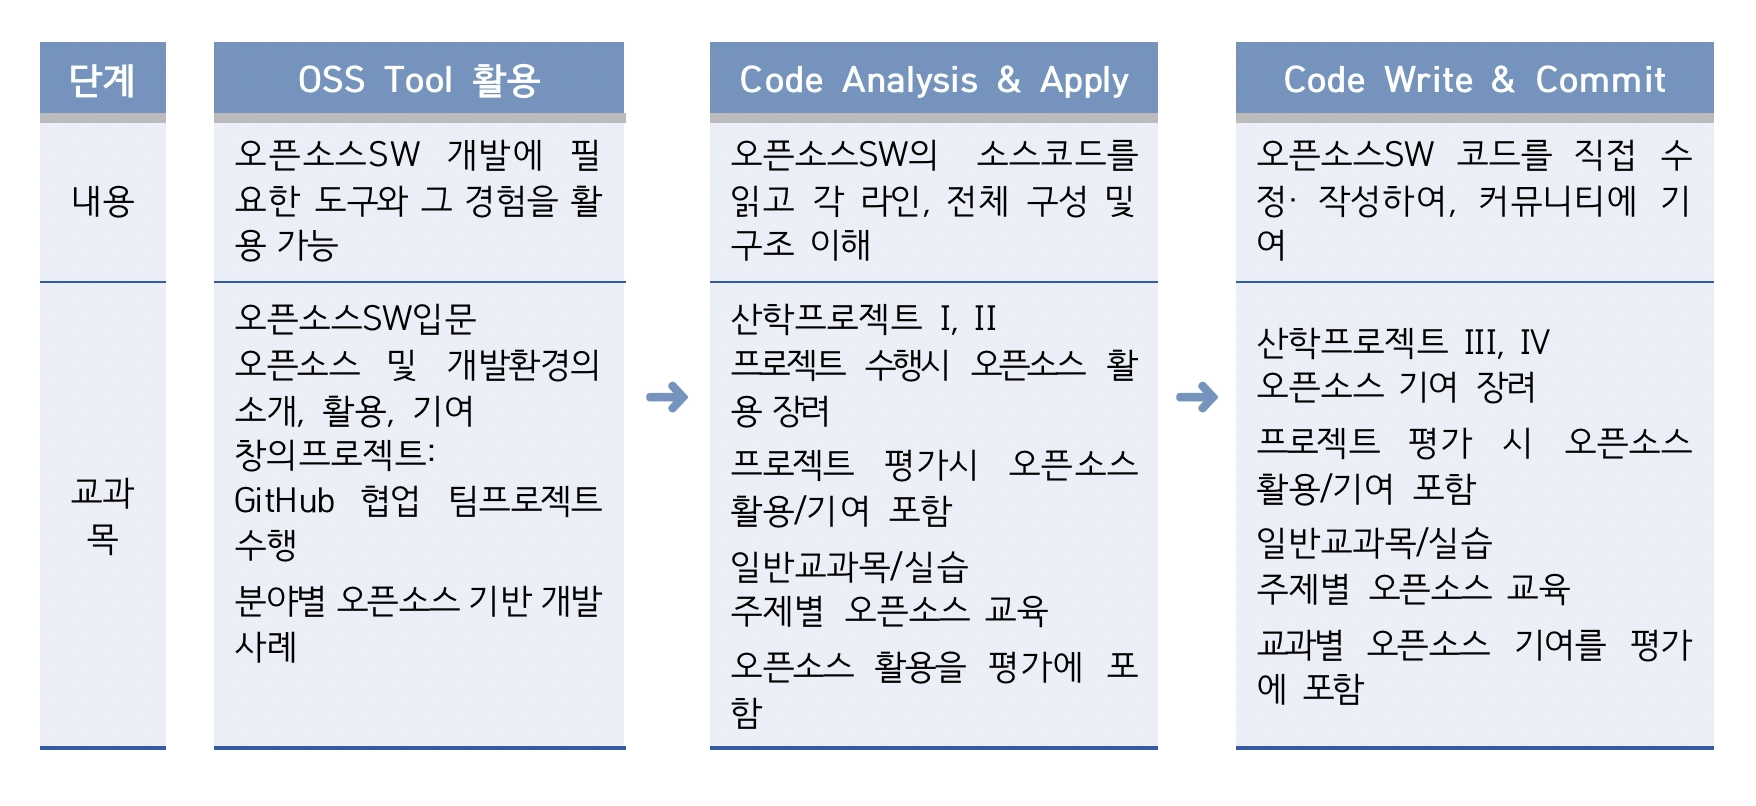 단계
OSS Tool 활용
Code Analysis & Apply
Code Write & Commit
내용
오픈소스SW 개발에 필
요한 도구와 그 경험을 활
용 가능
오픈소스SW의 소스코드를
읽고 각 라인, 전체 구성 및
구조 이해
오픈소스SW 코드를 직접 수
정· 작성하여, 커뮤니티에 기
여
교과
목
오픈소스SW입문
오픈소스 및 개발환경의
소개, 활용, 기여
창의프로젝트:
GitHub 협업 팀프로젝트
수행
분야별 오픈소스 기반 개발
사례
산학프로젝트 I, II
프로젝트 수행시 오픈소스 활
용 장려
프로젝트 평가시 오픈소스
활용/기여 포함
일반교과목/실습
주제별 오픈소스 교육
오픈소스 활용을 평가에 포
함
산학프로젝트 III, IV
오픈소스 기여 장려
프로젝트 평가 시 오픈소스
활용/기여 포함
일반교과목/실습
주제별 오픈소스 교육
교과별 오픈소스 기여를 평가
에 포함